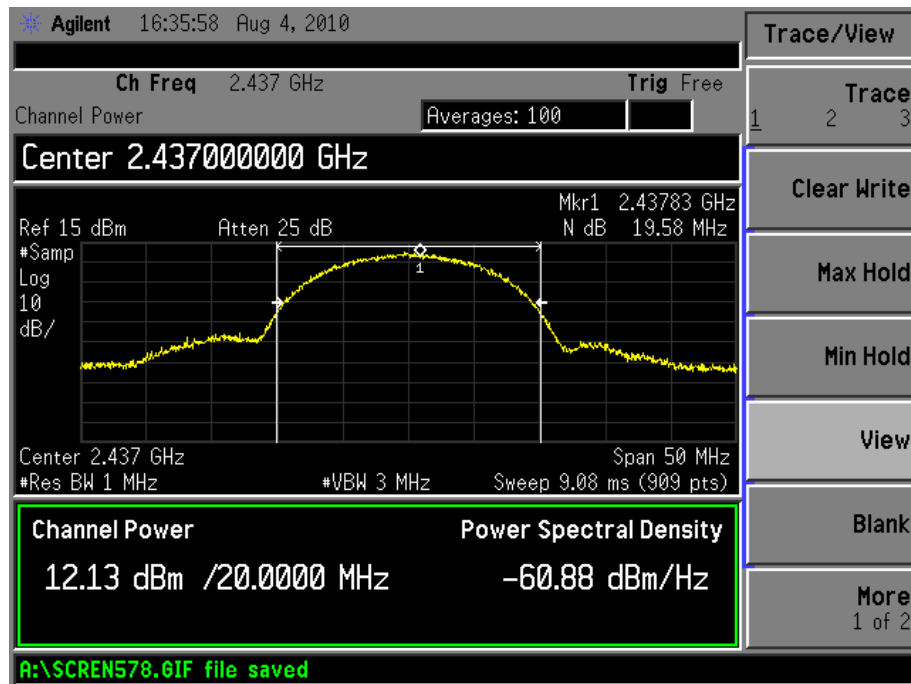 Agilent 16:35:58 Aug 4, 2010
Trace/View
Ch Freq 2.437 GHz Trig Free
Channel Power
Averages: 100
Trace
1 2 3
Center 2.437000000 GHz
Clear Write
Mkr1 2.43783 GHz
Ref 15 dBm Atten 25 dB N dB 19.58 MHz
#Samp
Log
10
dB/
1
Max Hold
Min Hold
View
Center 2.437 GHz Span 50 MHz
#Res BW 1 MHz #VBW 3 MHz Sweep 9.08 ms (909 pts)
Channel Power Power Spectral Density
12.13 dBm /20.0000 MHz -60.88 dBm/Hz
Blank
More
1 of 2
A:\SCREN578.GIF file saved